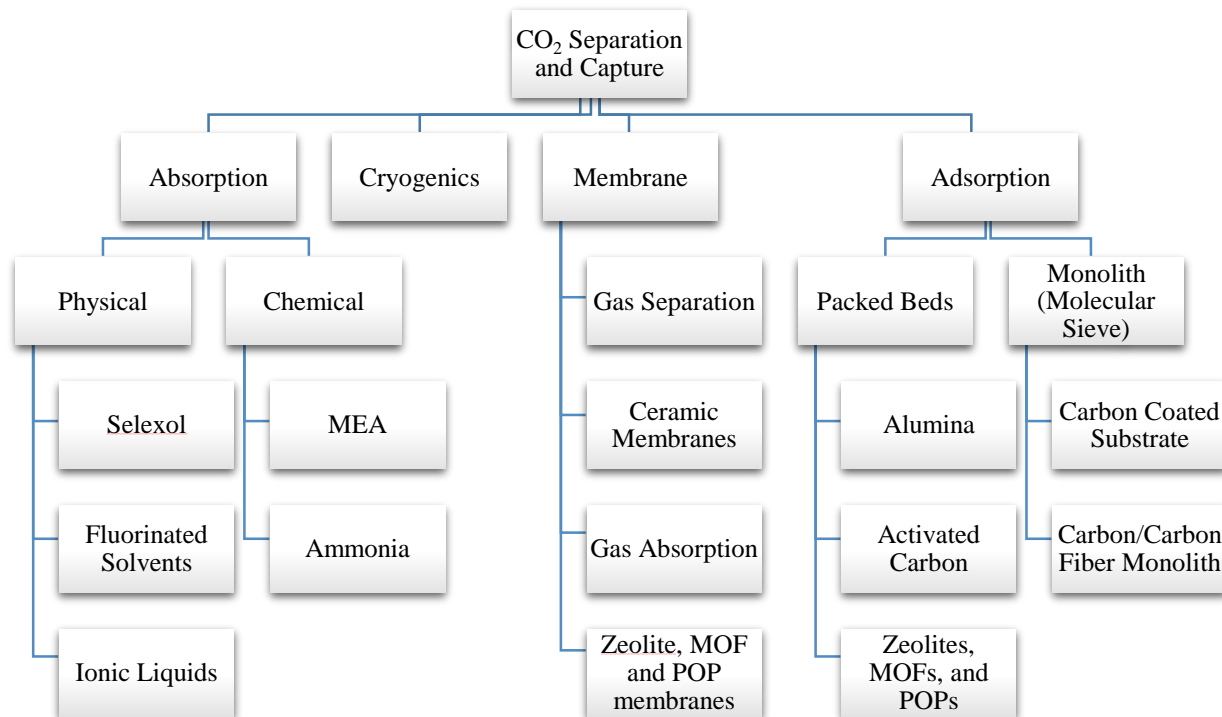 CO₂ Separation
and Capture
Absorption
Cryogenics
Membrane
Adsorption
Physical
Chemical
Gas Separation
Packed Beds
Monolith
(Molecular
Sieve)
Selexol
MEA
Ceramic
Membranes
Alumina
Carbon Coated
Substrate
Fluorinated
Solvents
Ammonia
Gas Absorption
Activated
Carbon
Carbon/Carbon
Fiber Monolith
Ionic Liquids
Zeolite, MOF
and POP
membranes
Zeolites,
MOFs, and
POPs